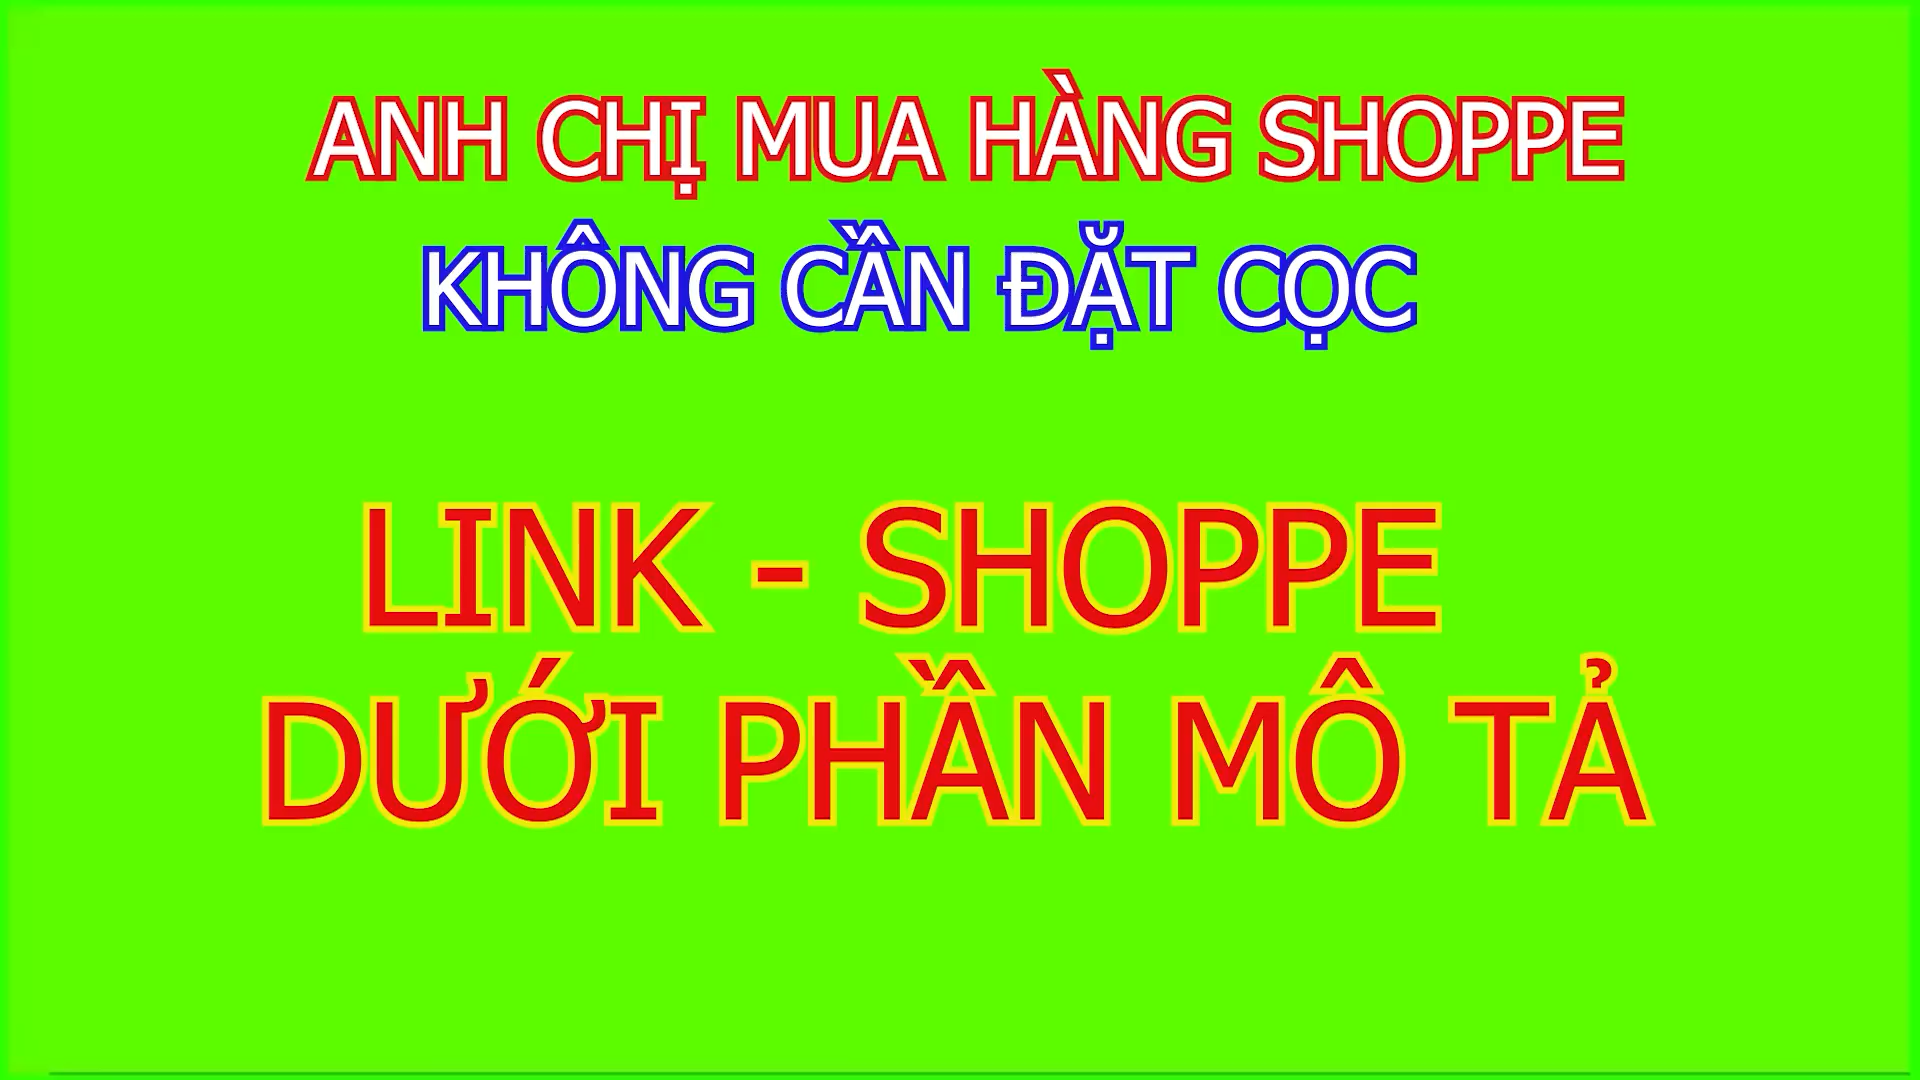 ANH CHỊ MUA HÀNG SHOPPE
KHÔNG CẦN ĐẶT CỌC
LINK - SHOPPE
DƯỚI PHẦN MÔ TẢ